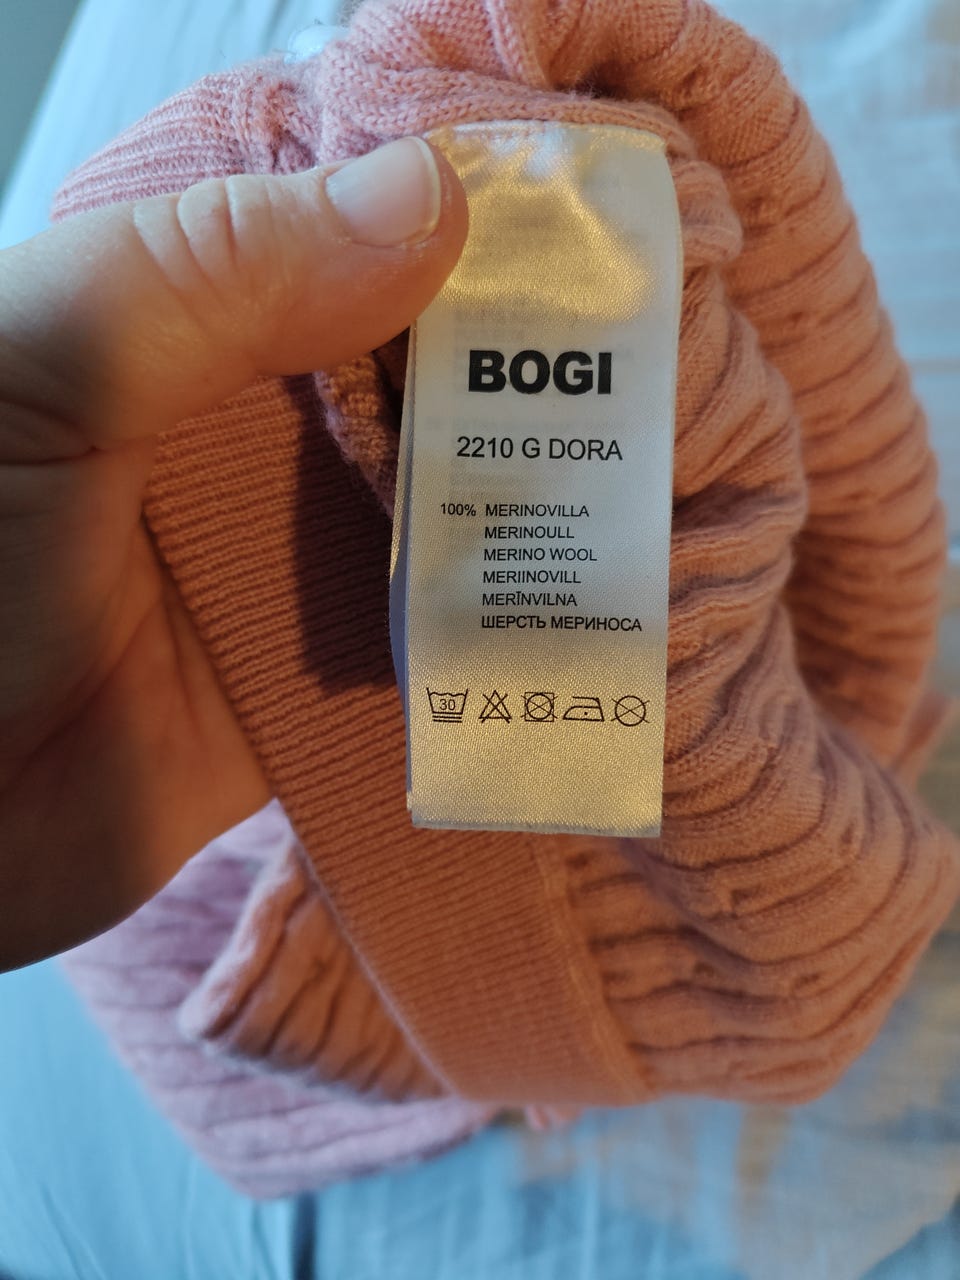 BOGI
2210 G DORA
100% MERINOVILLA
MERINOULL
MERINO WOOL
MERIINOVILL
MERĪNVILNA
ШЕРСТЬ МЕРИНОСА
30